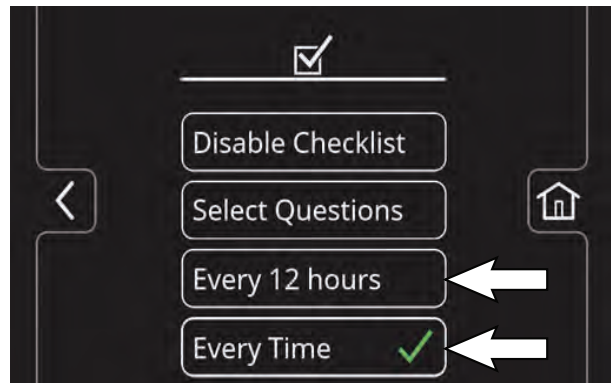 Disable Checklist
Select Questions
Every 12 hours
Every Time